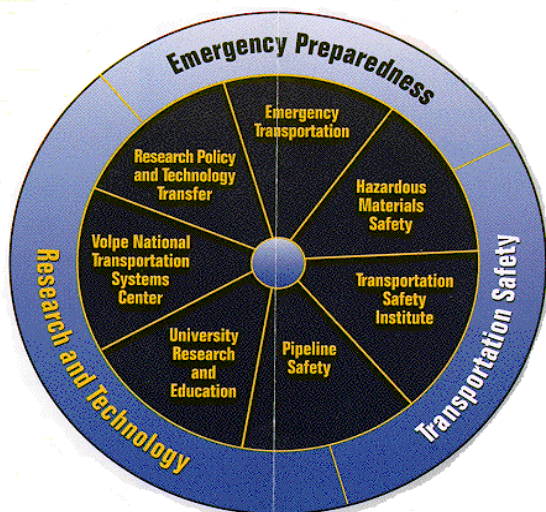 Emergency Preparedness
Emergency
Transportation
Research Policy
and Technology
Transfer
Hazardous
Materials
Safety
Volpe National
Transportation
Systems
Center
Transportation
Safety
Institute
University
Research
and
Education
Pipeline
Safety
Research and Technology
Transportation Safety